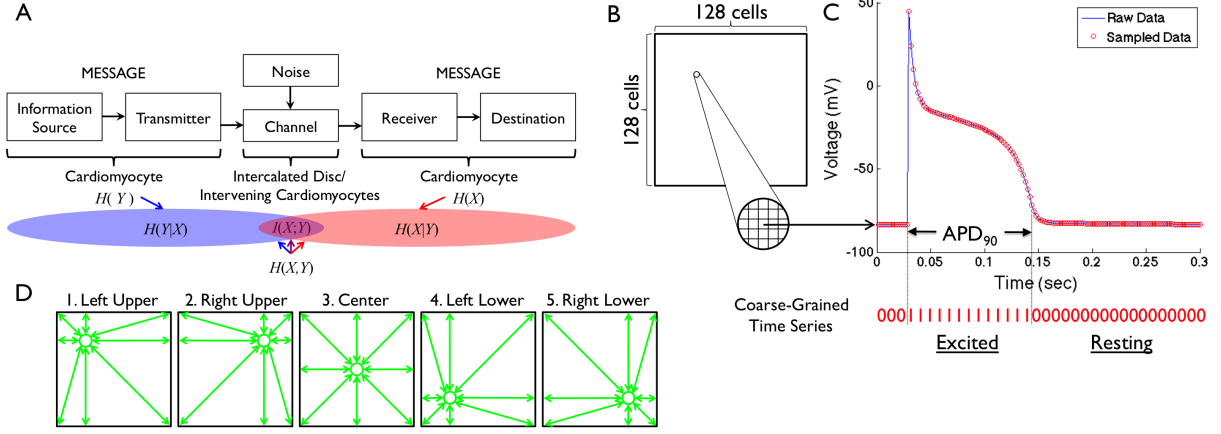 A
MESSAGE
Noise
MESSAGE
Information
Source
Transmitter
Channel
Receiver
Destination
Cardiomyocyte
Intercalated Disc/
Intervening Cardiomyocytes
Cardiomyocyte
H( Y )
H(X)
H(Y|X)
I(X;Y)
H(X|Y)
H(X,Y)
B
128 cells
128 cells
C
50
0
-50
-100
Voltage (mV)
Raw Data
Sampled Data
APD90
0
0.05
0.1
0.15
0.2
0.25
0.3
Time (sec)
Coarse-Grained
Time Series
000IIIIIIIIIIIIII00000000000000000000
Excited
Resting
D
1. Left Upper
2. Right Upper
3. Center
4. Left Lower
5. Right Lower